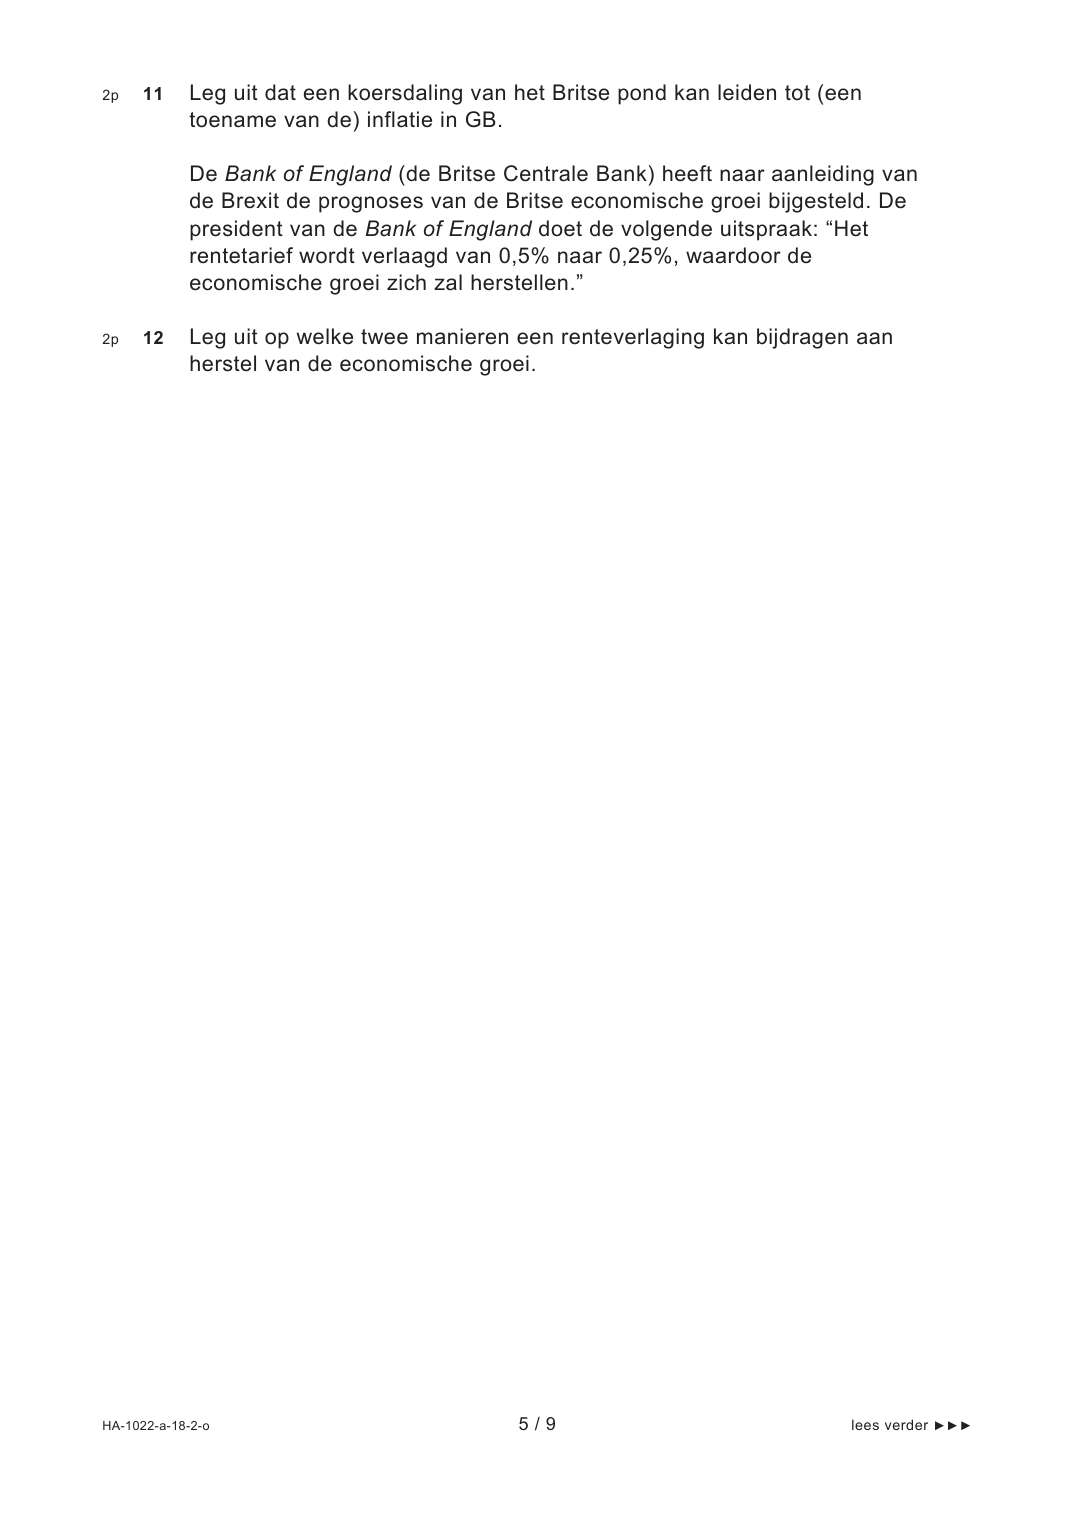 2p 11 Leg uit dat een koersdaling van het Britse pond kan leiden tot (een
toename van de) inflatie in GB.
De Bank of England (de Britse Centrale Bank) heeft naar aanleiding van
de Brexit de prognoses van de Britse economische groei bijgesteld. De
president van de Bank of England doet de volgende uitspraak: “Het
rentetarief wordt verlaagd van 0,5% naar 0,25%, waardoor de
economische groei zich zal herstellen.”
2p 12 Leg uit op welke twee manieren een renteverlaging kan bijdragen aan
herstel van de economische groei.
HA-1022-a-18-2-o 5 / 9 lees verder ►►►